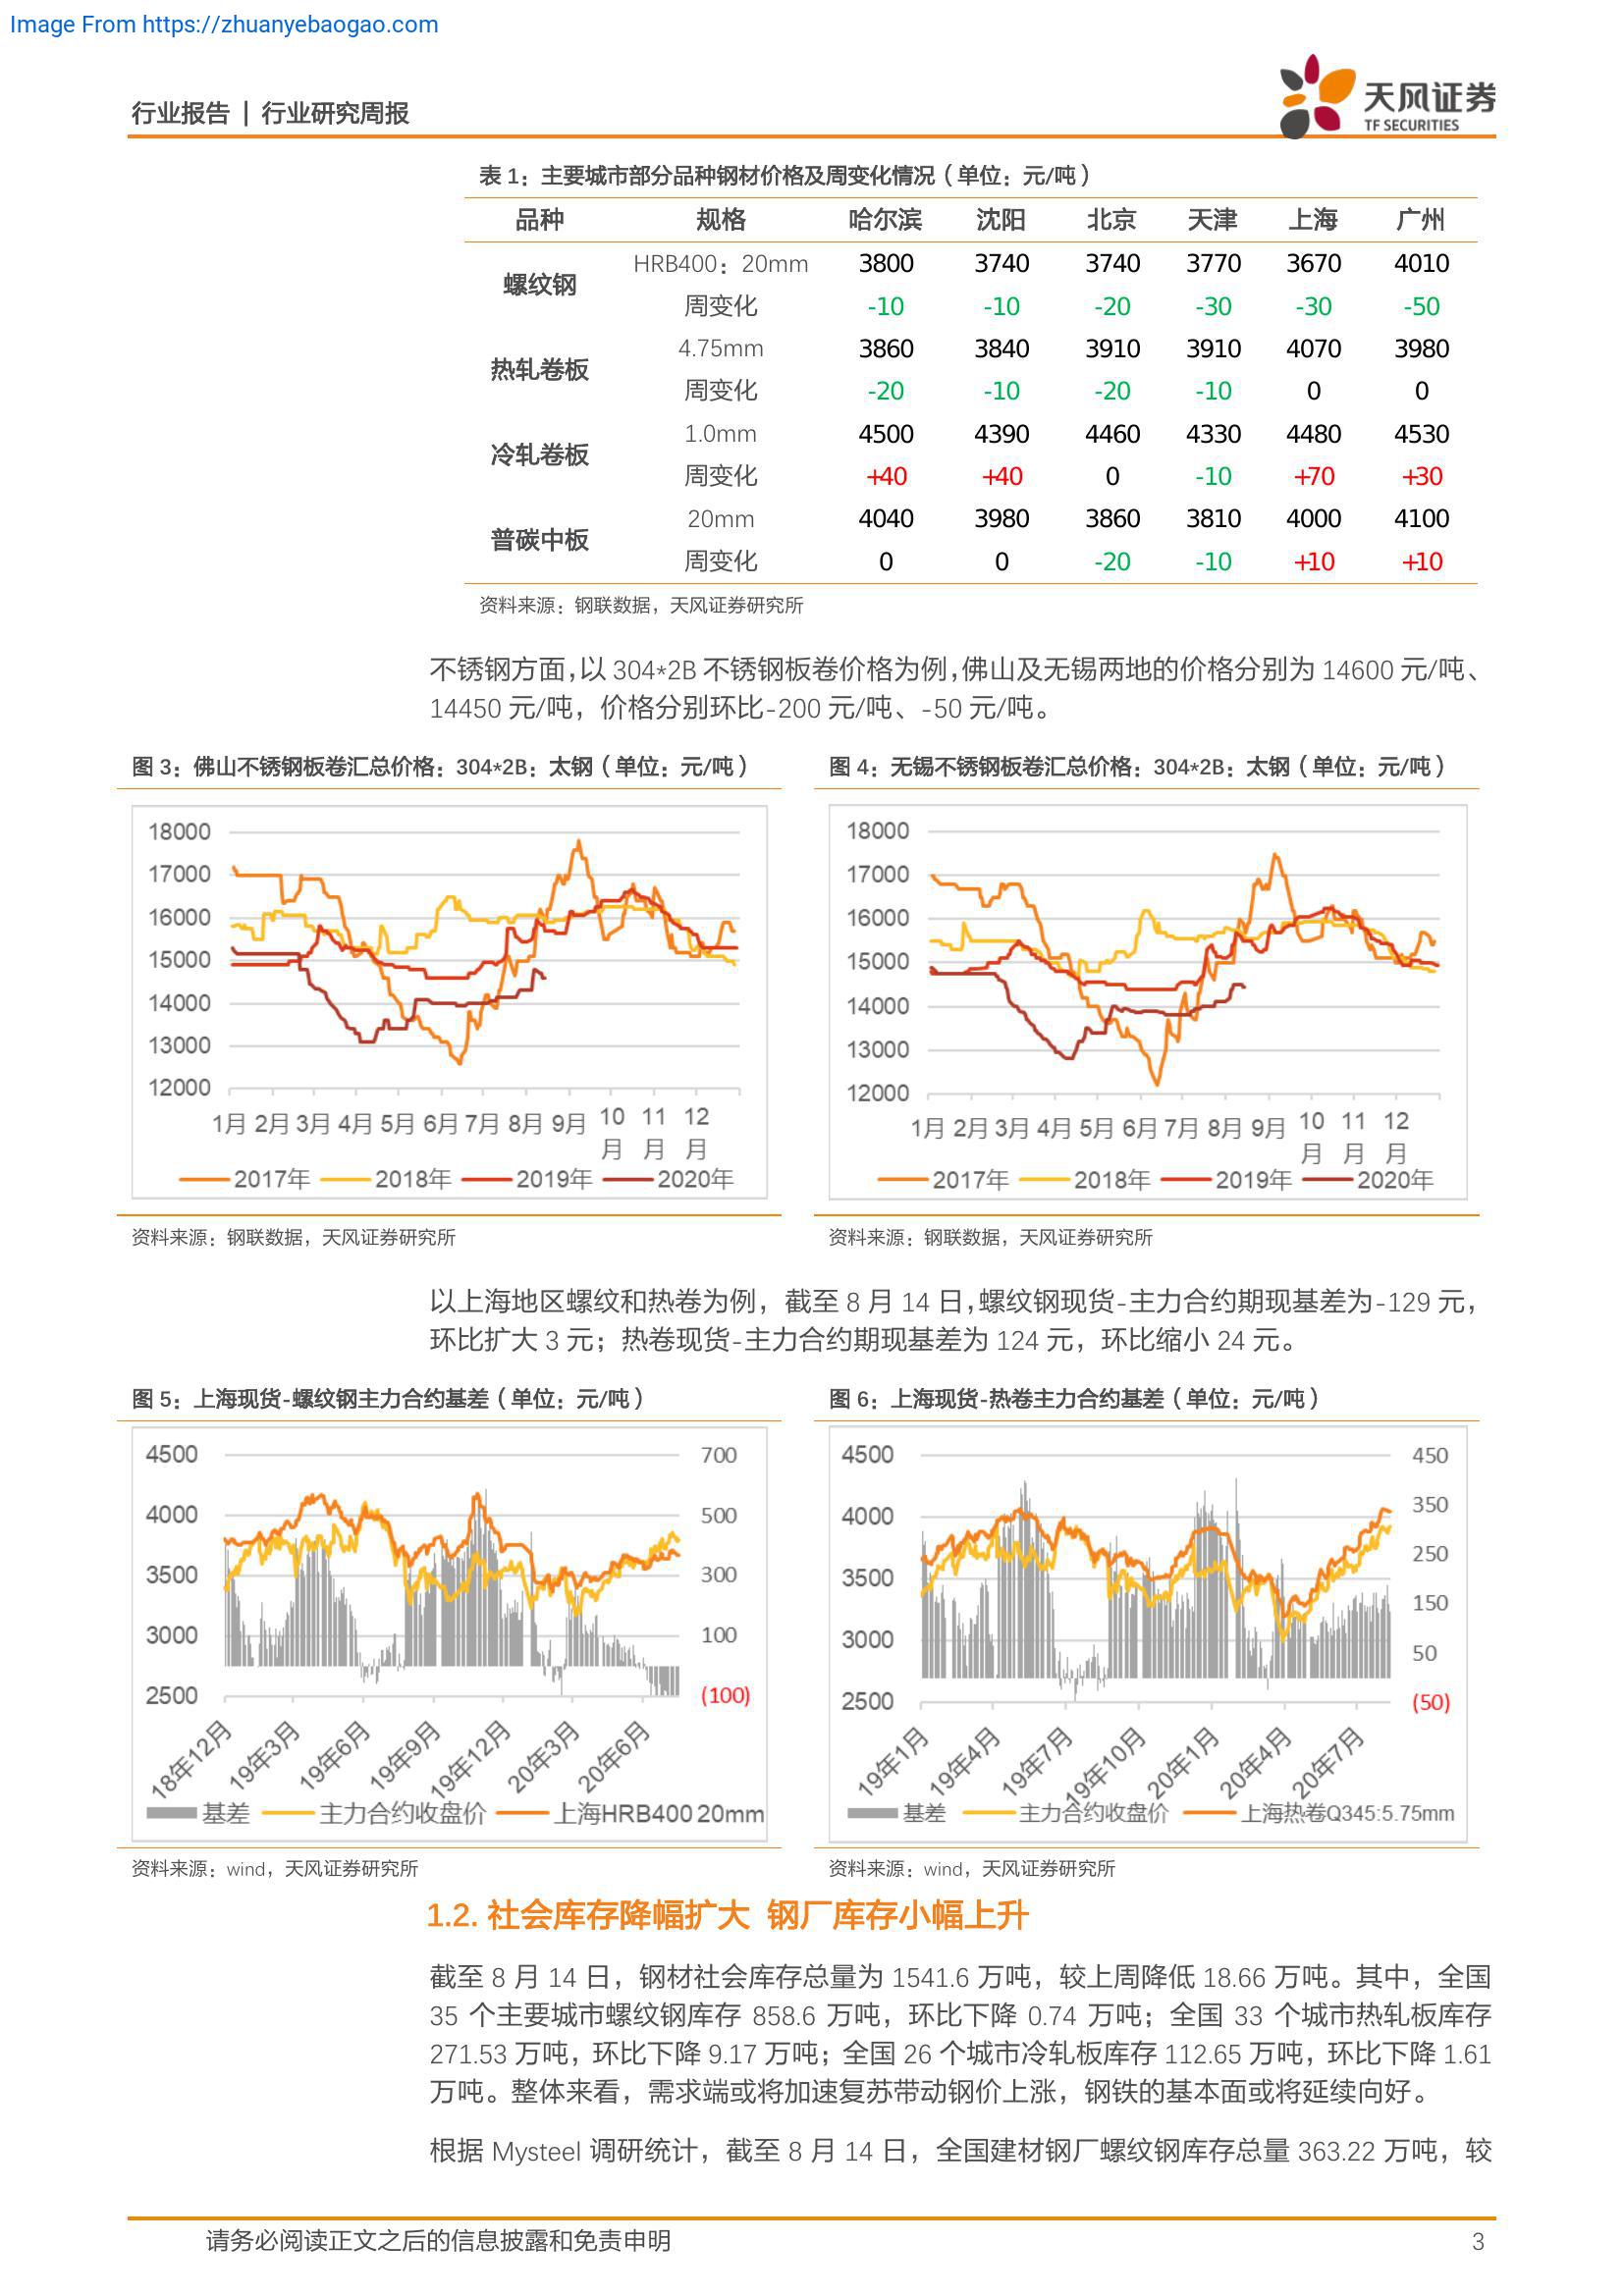 Image From https://zhuanyebaogao.com
行业报告 | 行业研究周报
天风证券
TF SECURITIES
表 1：主要城市部分品种钢材价格及周变化情况（单位：元/吨）
品种 规格 哈尔滨 沈阳 北京 天津 上海 广州
螺纹钢 HRB400：20mm 3800 3740 3740 3770 3670 4010
周变化 -10 -10 -20 -30 -30 -50
热轧卷板 4.75mm 3860 3840 3910 3910 4070 3980
周变化 -20 -10 -20 -10 0 0
冷轧卷板 1.0mm 4500 4390 4460 4330 4480 4530
周变化 +40 +40 0 -10 +70 +30
普碳中板 20mm 4040 3980 3860 3810 4000 4100
周变化 0 0 -20 -10 +10 +10
资料来源：钢联数据，天风证券研究所
不锈钢方面，以 304*2B 不锈钢板卷价格为例，佛山及无锡两地的价格分别为 14600 元/吨、
14450 元/吨，价格分别环比-200 元/吨、-50 元/吨。
图 3：佛山不锈钢板卷汇总价格：304*2B：太钢（单位：元/吨）
18000
17000
16000
15000
14000
13000
12000
1月 2月 3月 4月 5月 6月 7月 8月 9月 10月 11月 12月
2017年 2018年 2019年 2020年
资料来源：钢联数据，天风证券研究所
图 4：无锡不锈钢板卷汇总价格：304*2B：太钢（单位：元/吨）
18000
17000
16000
15000
14000
13000
12000
1月 2月 3月 4月 5月 6月 7月 8月 9月 10月 11月 12月
2017年 2018年 2019年 2020年
资料来源：钢联数据，天风证券研究所
以上海地区螺纹和热卷为例，截至 8 月 14 日，螺纹钢现货-主力合约期现基差为-129 元，
环比扩大 3 元；热卷现货-主力合约期现基差为 124 元，环比缩小 24 元。
图 5：上海现货-螺纹钢主力合约基差（单位：元/吨）
4500 700
4000 500
3500 300
3000 100
2500 (100)
18年12月 19年3月 19年6月 19年9月 19年12月 20年3月 20年6月
基差 主力合约收盘价 上海HRB400 20mm
资料来源：wind，天风证券研究所
图 6：上海现货-热卷主力合约基差（单位：元/吨）
4500
4000
3500
3000
2500
450
350
250
150
50
(50)
19年1月 19年4月 19年7月 19年10月 20年1月 20年4月 20年7月
基差 主力合约收盘价 上海热卷Q345:5.75mm
资料来源：wind，天风证券研究所
1.2. 社会库存降幅扩大 钢厂库存小幅上升
截至 8 月 14 日，钢材社会库存总量为 1541.6 万吨，较上周降低 18.66 万吨。其中，全国
35 个主要城市螺纹钢库存 858.6 万吨，环比下降 0.74 万吨；全国 33 个城市热轧板库存
271.53 万吨，环比下降 9.17 万吨；全国 26 个城市冷轧板库存 112.65 万吨，环比下降 1.61
万吨。整体来看，需求端或将加速复苏带动钢价上涨，钢铁的基本面或将延续向好。
根据 Mysteel 调研统计，截至 8 月 14 日，全国建材钢厂螺纹钢库存总量 363.22 万吨，较
请务必阅读正文之后的信息披露和免责申明 3